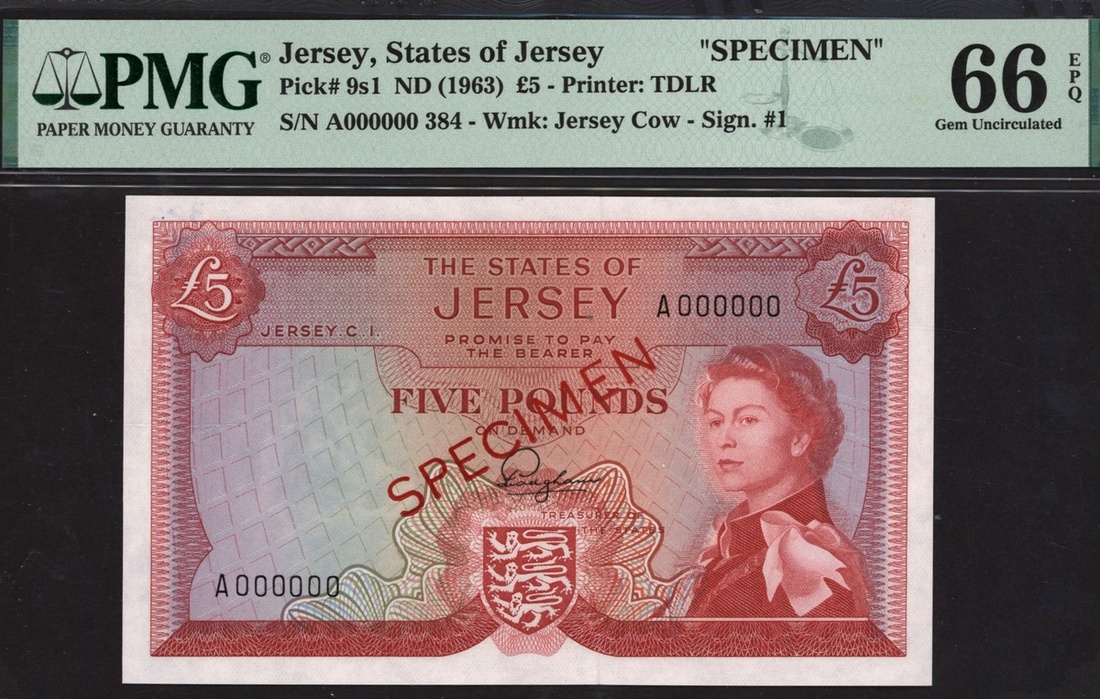 PMG®
PAPER MONEY GUARANTY
Jersey, States of Jersey "SPECIMEN"
Pick# 9s1 ND (1963) £5 - Printer: TDLR
S/N A000000 384 - Wmk: Jersey Cow - Sign. #1
66 EPQ
Gem Uncirculated
£5
£5
THE STATES OF
JERSEY
A000000
JERSEY.C.I.
PROMISE TO PAY
THE BEARER
FIVE POUNDS
ON DEMAND
SPECIMEN
TREASURER OF
THE STATES
A000000